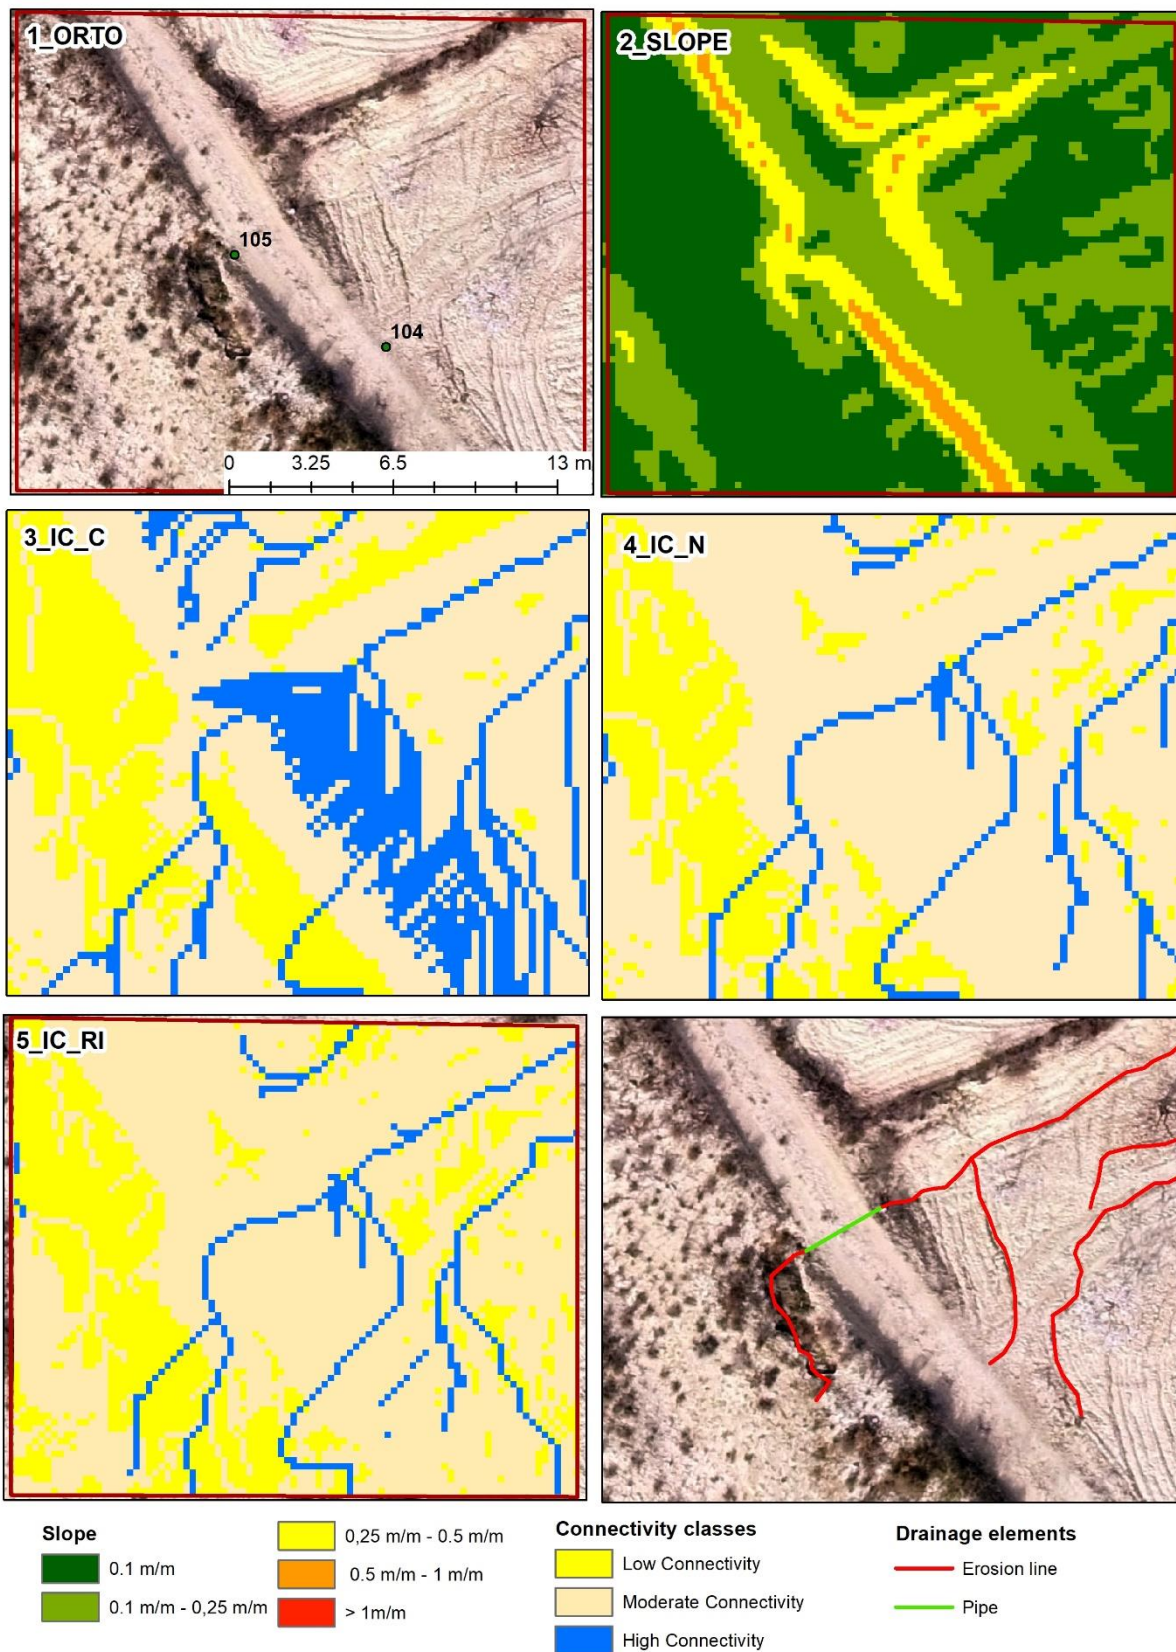 1_ORTO
105
104
0 3.25 6.5 13 m
2_SLOPE
3_IC_C
4_IC_N
5_IC_RI
Slope
0.1 m/m
0.1 m/m - 0,25 m/m
0,25 m/m - 0.5 m/m
0.5 m/m - 1 m/m
> 1m/m
Connectivity classes
Low Connectivity
Moderate Connectivity
High Connectivity
Drainage elements
Erosion line
Pipe